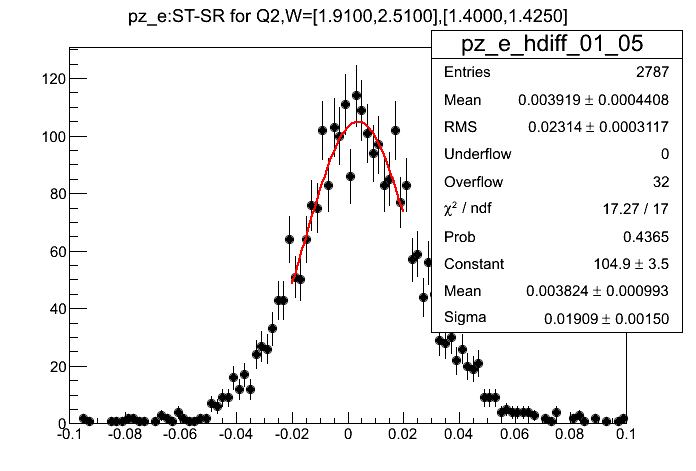 pz_e:ST-SR for Q2,W=[1.9100,2.5100],[1.4000,1.4250]
pz_e_hdiff_01_05
Entries 2787
Mean 0.003919 ± 0.0004408
RMS 0.02314 ± 0.0003117
Underflow 0
Overflow 32
χ² / ndf 17.27 / 17
Prob 0.4365
Constant 104.9 ± 3.5
Mean 0.003824 ± 0.000993
Sigma 0.01909 ± 0.00150
120
100
80
60
40
20
0
-0.1 -0.08 -0.06 -0.04 -0.02 0 0.02 0.04 0.06 0.08 0.1